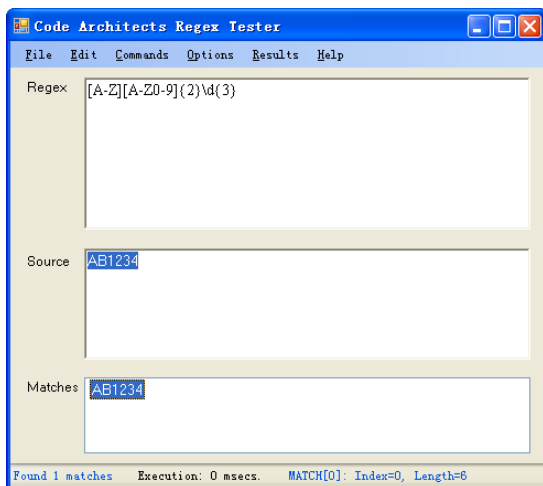 Code Architects Regex Tester
File Edit Commands Options Results Help
Regex
[A-Z][A-Z0-9]{2}\d{3}
Source
AB1234
Matches
AB1234
Found 1 matches Execution: 0 msecs. MATCH[0]: Index=0, Length=6